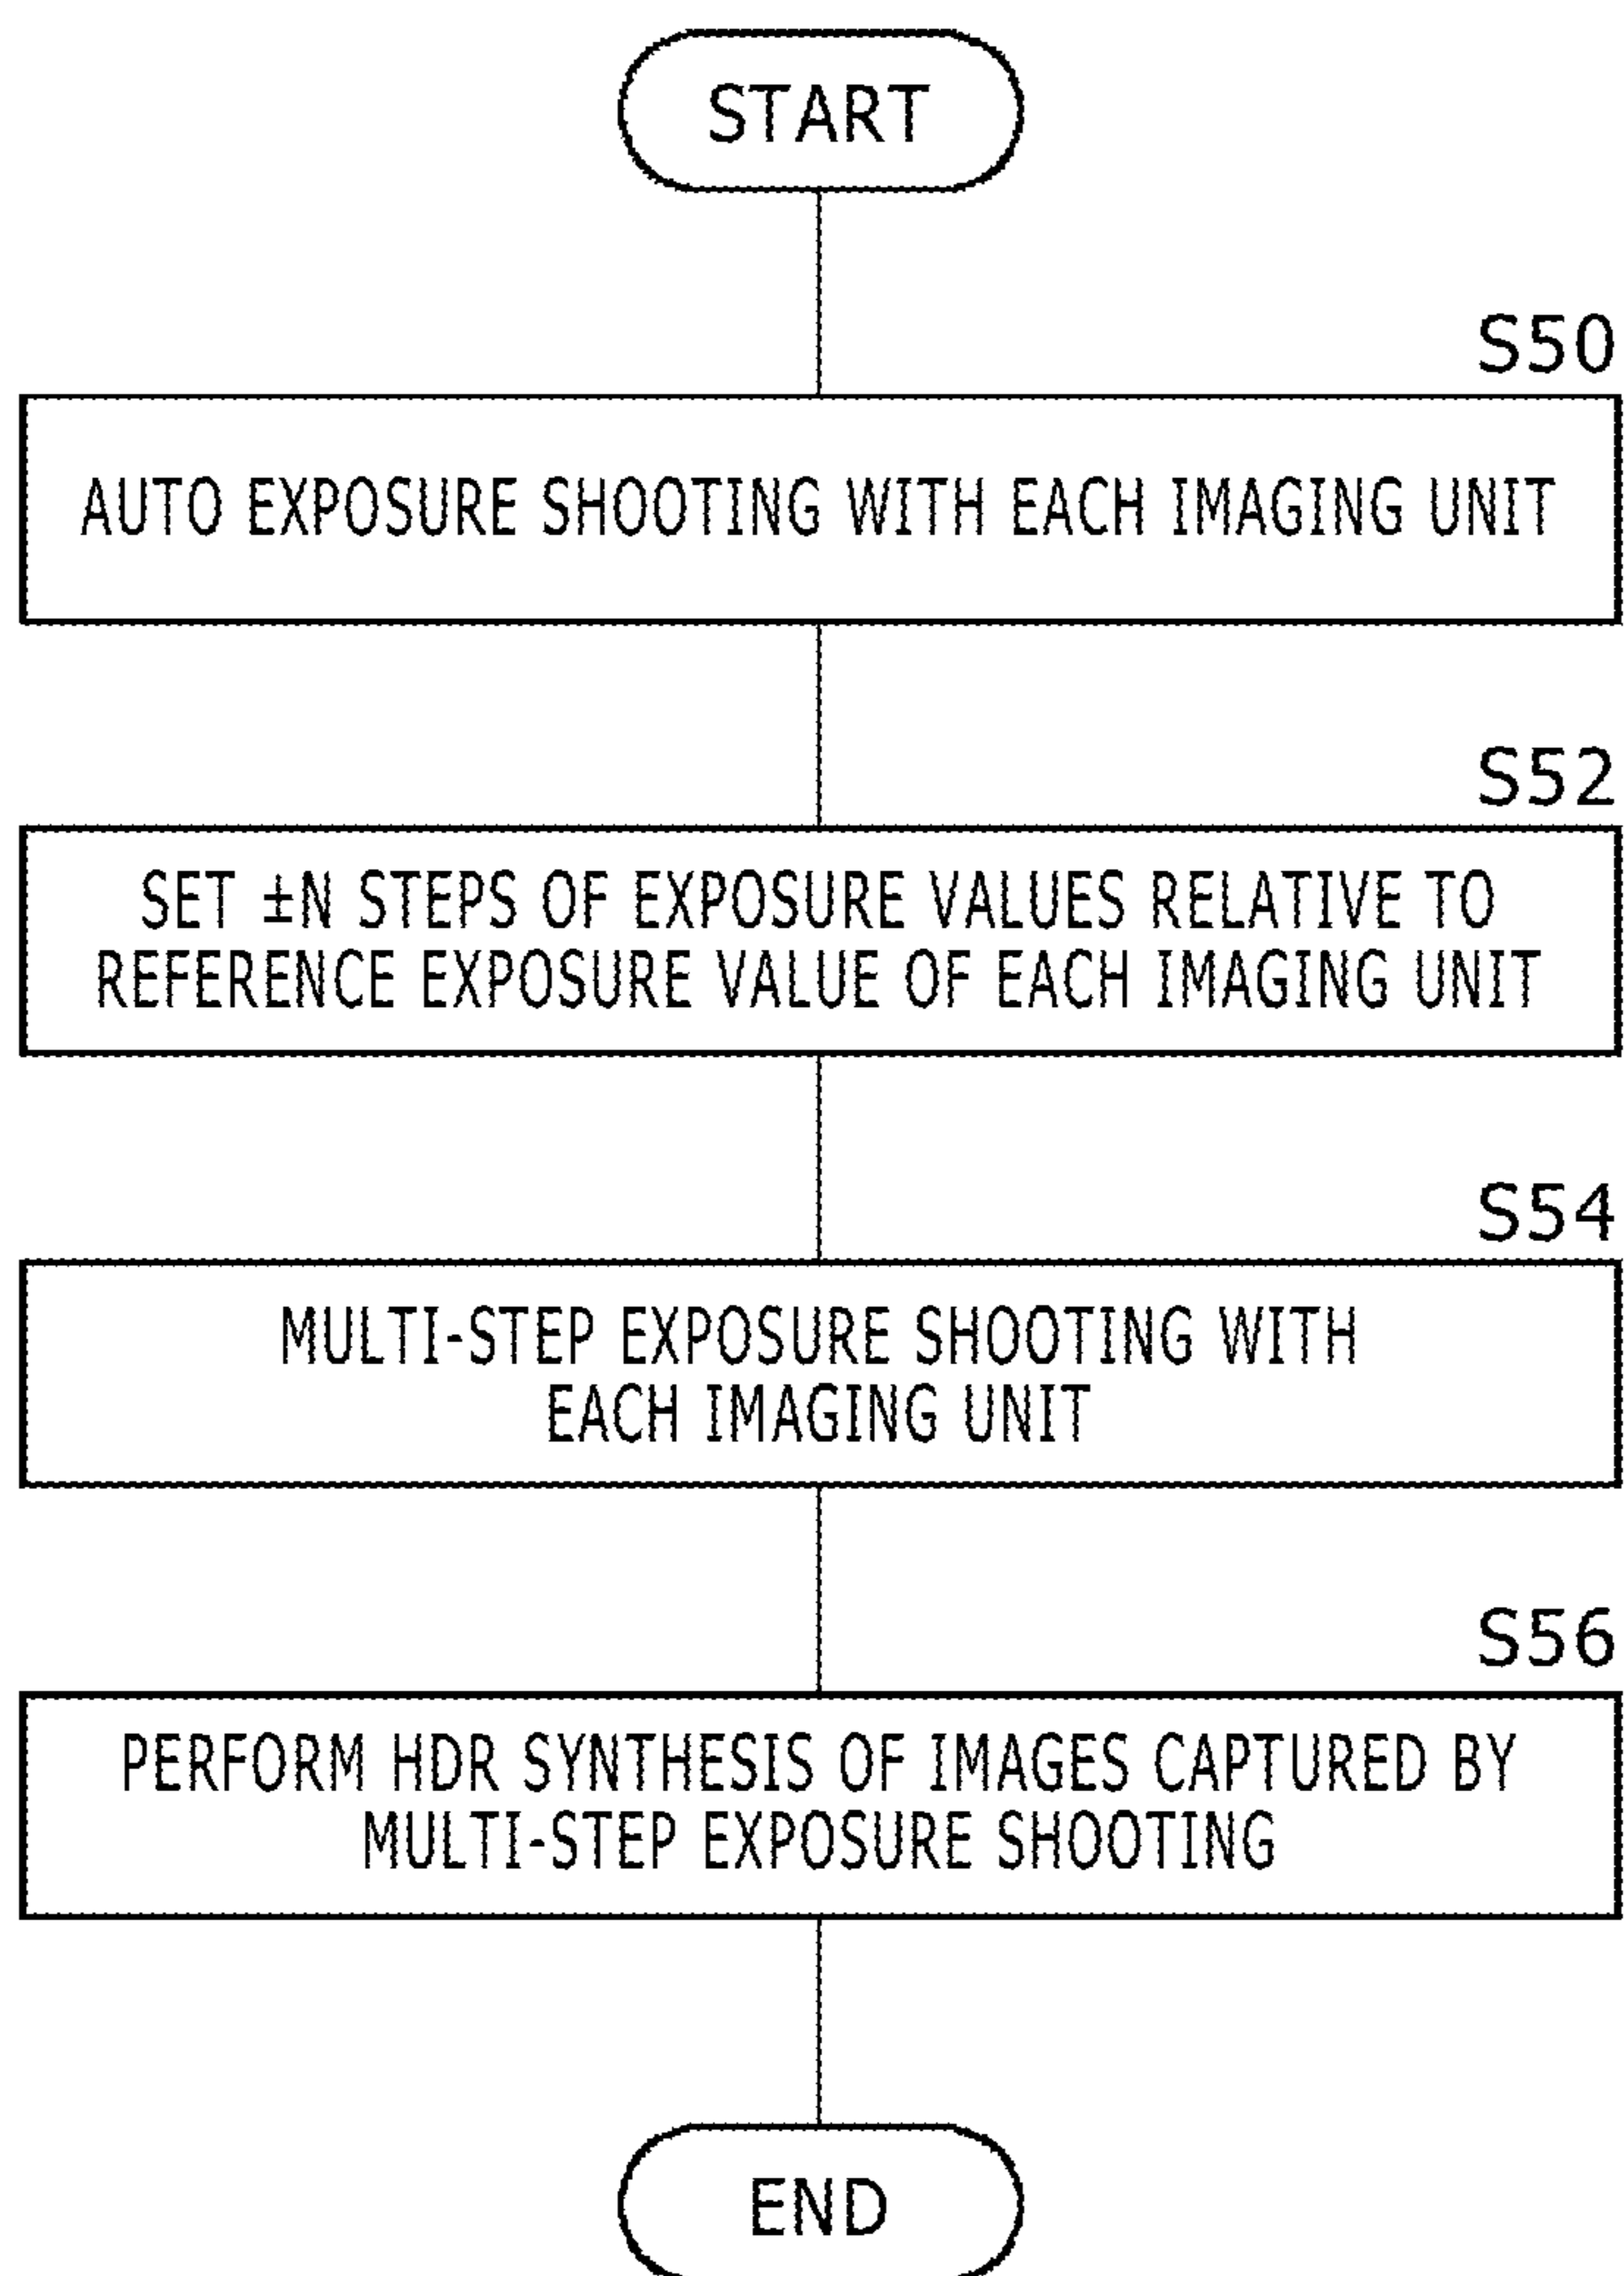 START
S50
AUTO EXPOSURE SHOOTING WITH EACH IMAGING UNIT
S52
SET ±N STEPS OF EXPOSURE VALUES RELATIVE TO
REFERENCE EXPOSURE VALUE OF EACH IMAGING UNIT
S54
MULTI-STEP EXPOSURE SHOOTING WITH
EACH IMAGING UNIT
S56
PERFORM HDR SYNTHESIS OF IMAGES CAPTURED BY
MULTI-STEP EXPOSURE SHOOTING
END